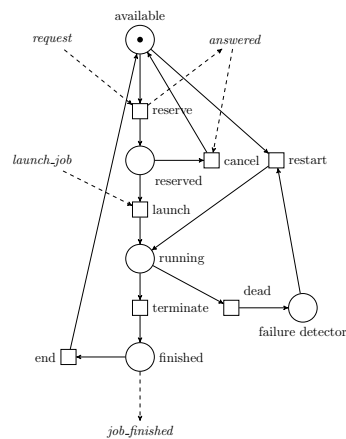 available
request
answered
reserve
launch_job
cancel
restart
reserved
launch
running
dead
terminate
failure detector
end
finished
job_finished